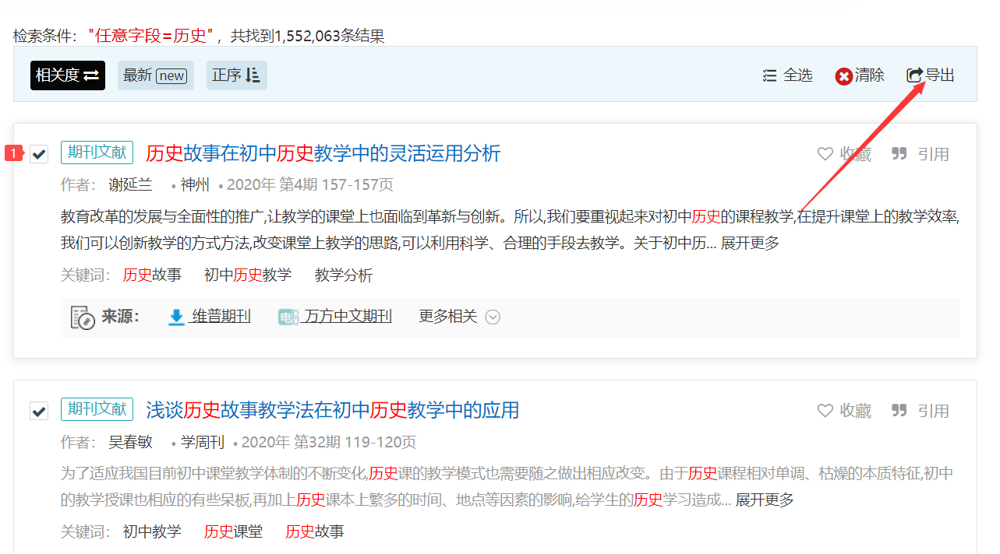 检索条件： "任意字段=历史" ，共找到1,552,063条结果
相关度 最新 new 正序 全选 清除 导出
1 期刊文献 历史故事在初中历史教学中的灵活运用分析 收藏 引用
作者： 谢延兰 • 神州 • 2020年 第4期 157-157页
教育改革的发展与全面性的推广,让教学的课堂上也面临到革新与创新。所以,我们要重视起来对初中历史的课程教学,在提升课堂上的教学效率,
我们可以创新教学的方式方法,改变课堂上教学的思路,可以利用科学、合理的手段去教学。关于初中历... 展开更多
关键词： 历史故事 初中历史教学 教学分析
来源： 维普期刊 电 万方中文期刊 更多相关
期刊文献 浅谈历史故事教学法在初中历史教学中的应用 收藏 引用
作者： 吴春敏 • 学周刊 • 2020年 第32期 119-120页
为了适应我国目前初中课堂教学体制的不断变化,历史课的教学模式也需要随之做出相应改变。由于历史课程相对单调、枯燥的本质特征,初中
的教学授课也相应的有些呆板,再加上历史课本上繁多的时间、地点等因素的影响,给学生的历史学习造成... 展开更多
关键词： 初中教学 历史课堂 历史故事